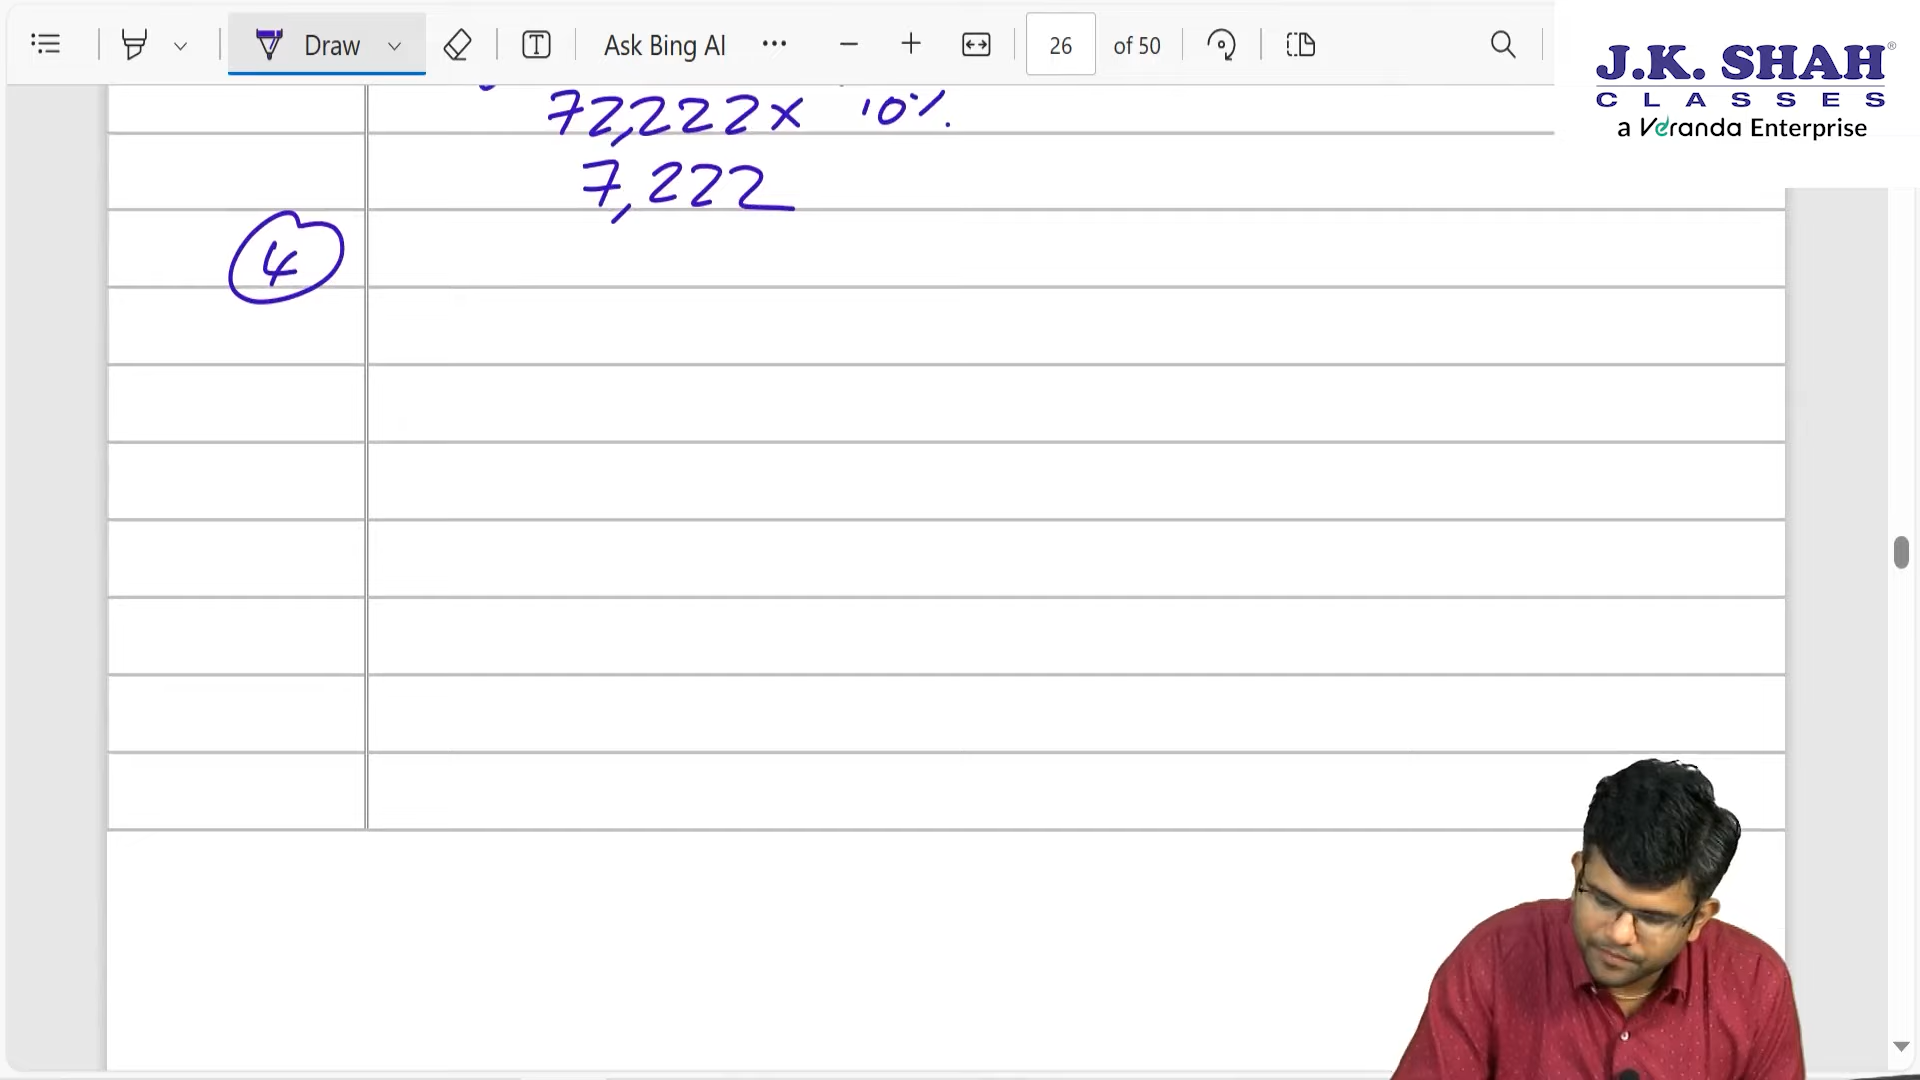 Draw
Ask Bing AI
26 of 50
J.K. SHAH®
CLASSES
a Veranda Enterprise
72,222 x 10%.
7,222
4